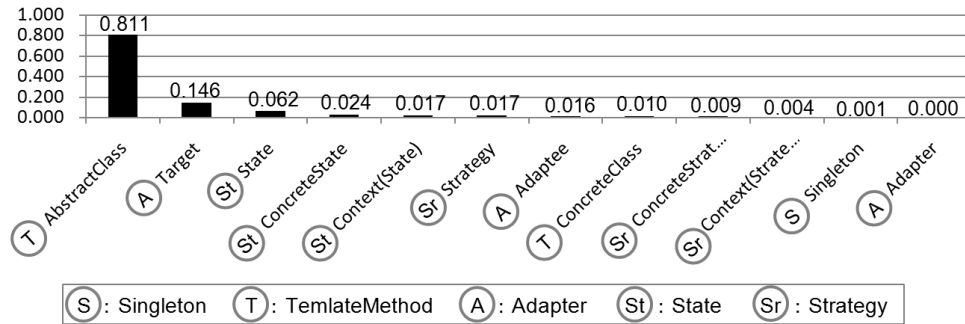 1.000
0.800
0.600
0.400
0.200
0.000
0.811
0.146
0.062
0.024
0.017
0.017
0.016
0.010
0.009
0.004
0.001
0.000
T AbstractClass
A Target
St State
St ConcreteState
St Context(State)
Sr Strategy
A Adaptee
T ConcreteClass
Sr ConcreteStrat...
Sr Context(Strate...
S Singleton
A Adapter
S : Singleton T : TemlateMethod A : Adapter St : State Sr : Strategy